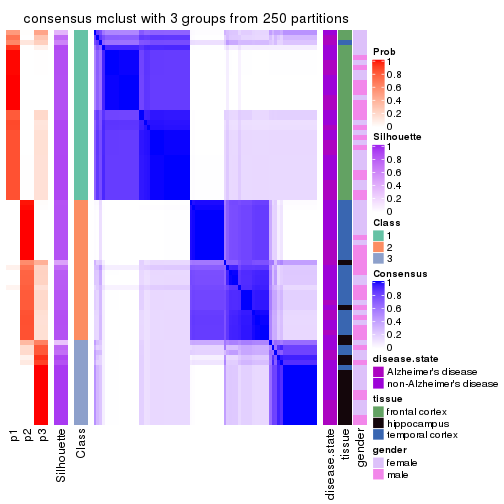 consensus mclust with 3 groups from 250 partitions
Prob
1
0.8
0.6
0.4
0.2
0
Silhouette
1
0.8
0.6
0.4
0.2
0
Class
1
2
3
Consensus
1
0.8
0.6
0.4
0.2
0
disease.state
Alzheimer's disease
non-Alzheimer's disease
tissue
frontal cortex
hippocampus
temporal cortex
gender
female
male
p1
p2
p3
Silhouette
Class
disease.state
tissue
gender